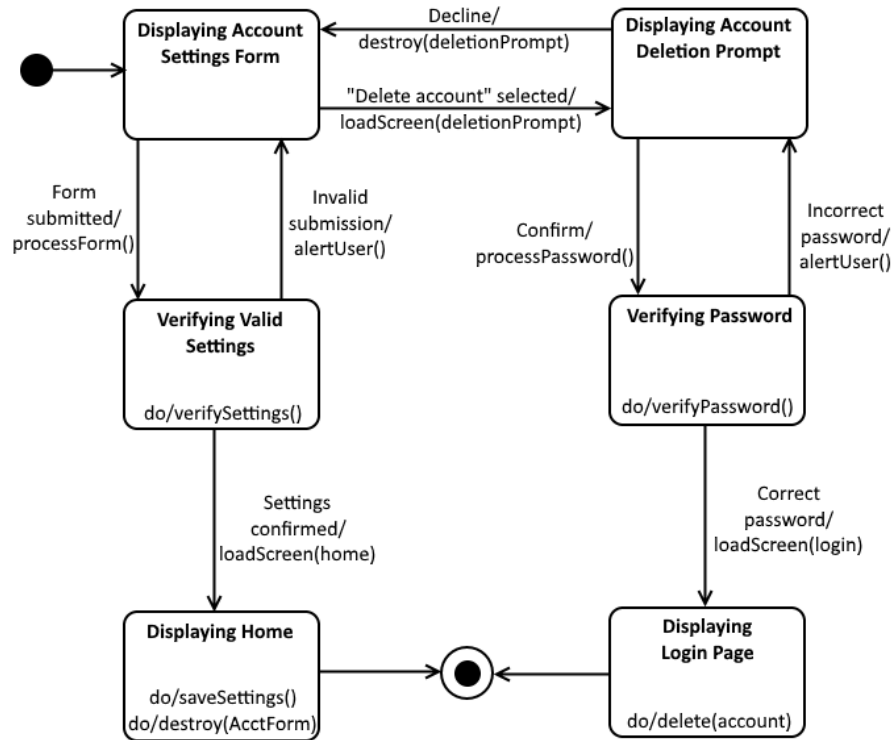 Displaying Account
Settings Form
Decline/
destroy(deletionPrompt)
Displaying Account
Deletion Prompt
"Delete account" selected/
loadScreen(deletionPrompt)
Form
submitted/
processForm()
Invalid
submission/
alertUser()
Confirm/
processPassword()
Incorrect
password/
alertUser()
Verifying Valid
Settings
do/verifySettings()
Verifying Password
do/verifyPassword()
Settings
confirmed/
loadScreen(home)
Correct
password/
loadScreen(login)
Displaying Home
do/saveSettings()
do/destroy(AcctForm)
Displaying
Login Page
do/delete(account)